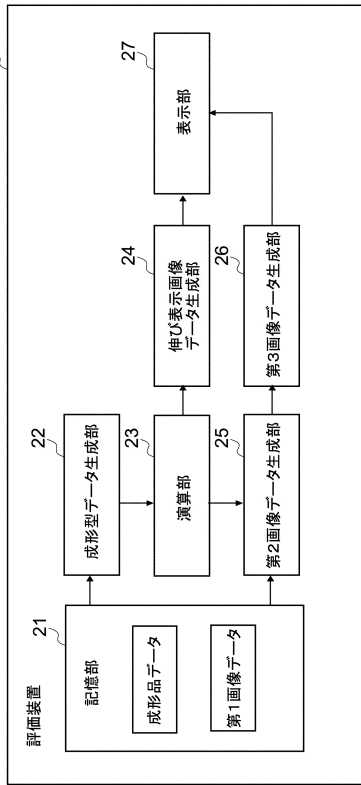 評価装置
21
記憶部
成形品データ
第1画像データ
22
成形型データ生成部
23
演算部
24
伸び表示画像
データ生成部
25
第2画像データ生成部
26
第3画像データ生成部
27
表示部